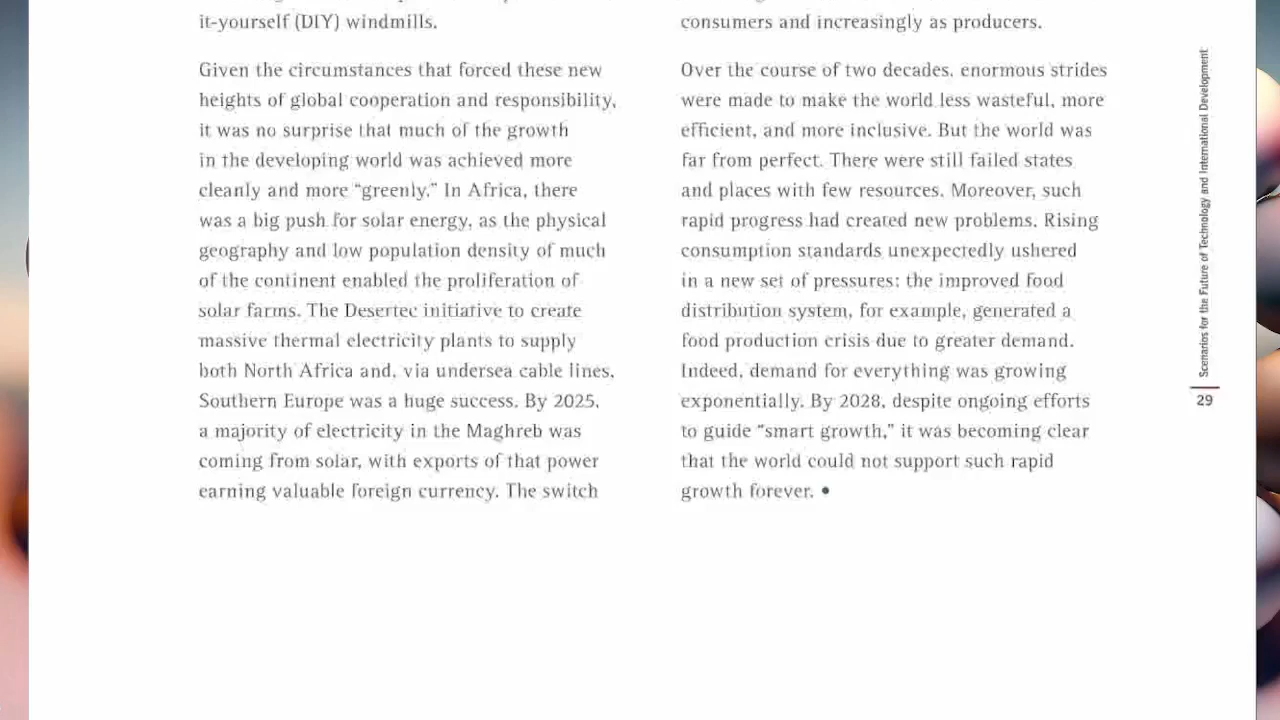 it-yourself (DIY) windmills.
Given the circumstances that forced these new
heights of global cooperation and responsibility,
it was no surprise that much of the growth
in the developing world was achieved more
cleanly and more “greenly.” In Africa, there
was a big push for solar energy, as the physical
geography and low population density of much
of the continent enabled the proliferation of
solar farms. The Desertec initiative to create
massive thermal electricity plants to supply
both North Africa and, via undersea cable lines,
Southern Europe was a huge success. By 2025,
a majority of electricity in the Maghreb was
coming from solar, with exports of that power
earning valuable foreign currency. The switch
consumers and increasingly as producers.
Over the course of two decades, enormous strides
were made to make the world less wasteful, more
efficient, and more inclusive. But the world was
far from perfect. There were still failed states
and places with few resources. Moreover, such
rapid progress had created new problems. Rising
consumption standards unexpectedly ushered
in a new set of pressures: the improved food
distribution system, for example, generated a
food production crisis due to greater demand.
Indeed, demand for everything was growing
exponentially. By 2028, despite ongoing efforts
to guide “smart growth,” it was becoming clear
that the world could not support such rapid
growth forever. •
Scenarios for the Future of Technology and International Development
29